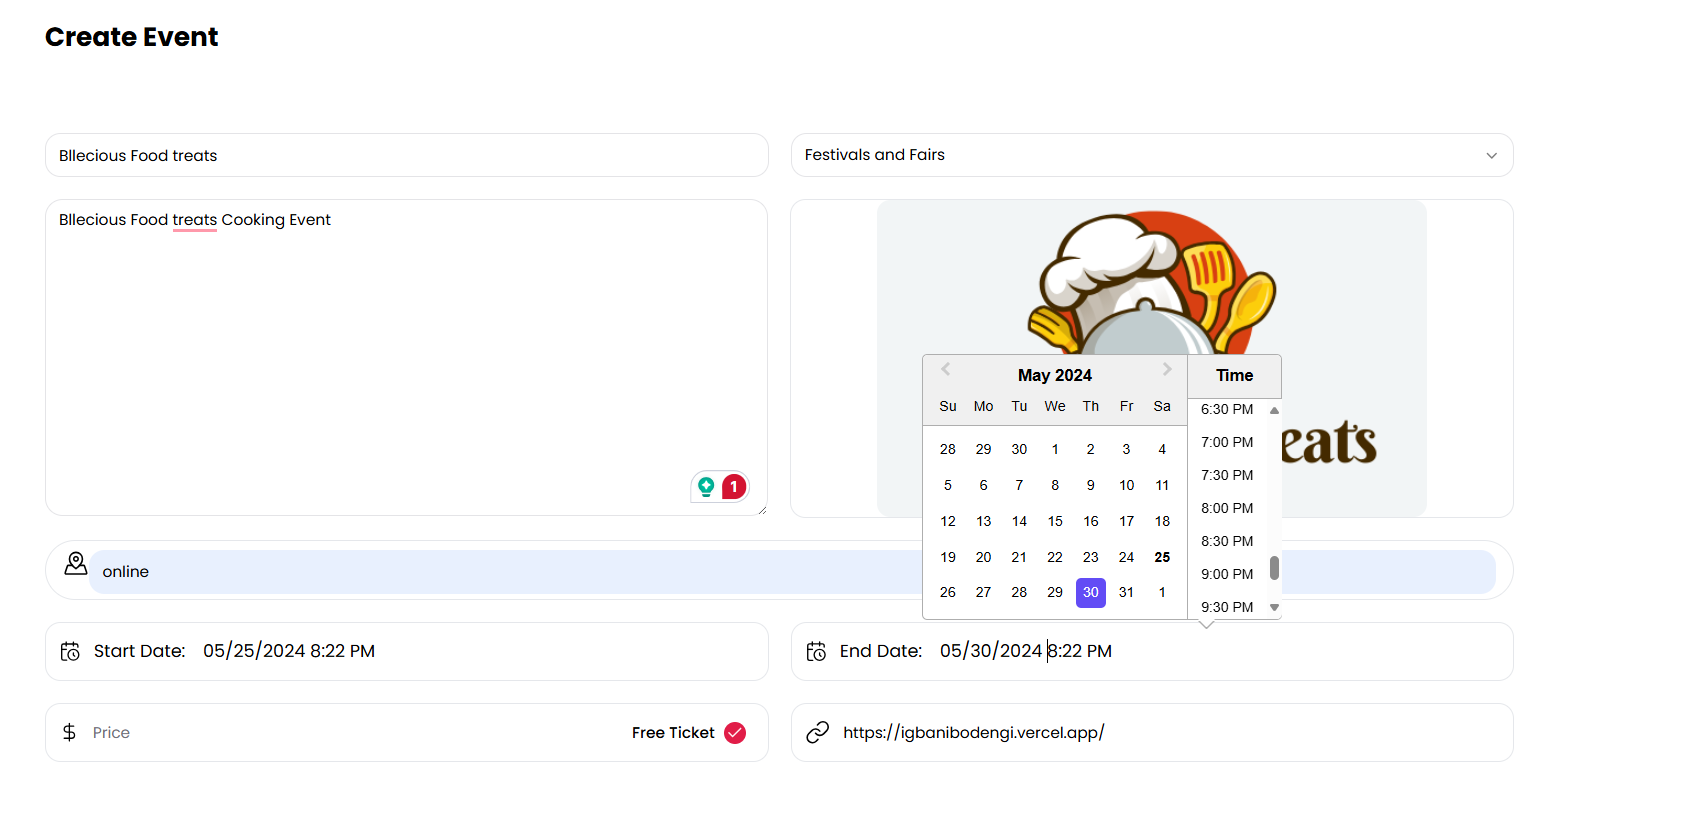 Create Event
Bllecious Food treats
Festivals and Fairs
Bllecious Food treats Cooking Event
1
eats
May 2024
Time
Su Mo Tu We Th Fr Sa
28 29 30 1 2 3 4
5 6 7 8 9 10 11
12 13 14 15 16 17 18
19 20 21 22 23 24 25
26 27 28 29 30 31 1
6:30 PM
7:00 PM
7:30 PM
8:00 PM
8:30 PM
9:00 PM
9:30 PM
online
Start Date: 05/25/2024 8:22 PM
End Date: 05/30/2024 8:22 PM
$ Price
Free Ticket
https://igbanibodengi.vercel.app/